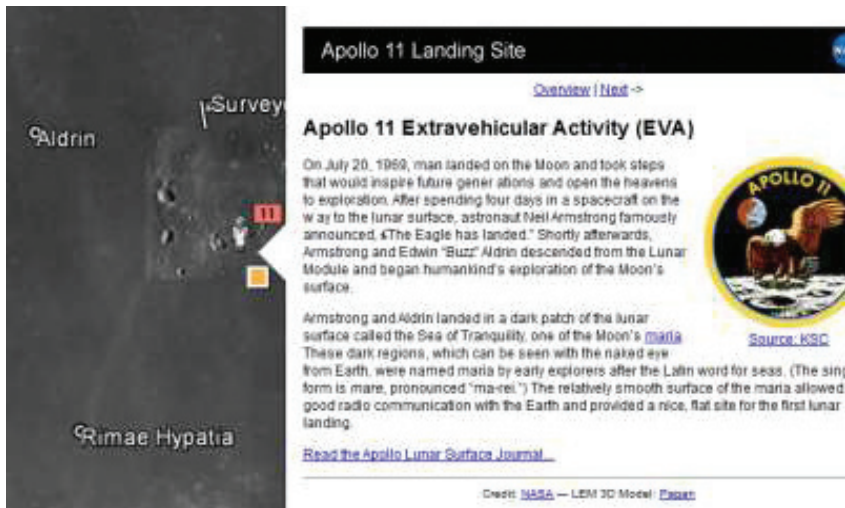 Surveyo
Aldrin
11
Rimae Hypatia
Apollo 11 Landing Site
Overview | Next ->
Apollo 11 Extravehicular Activity (EVA)
On July 20, 1969, man landed on the Moon and took steps
that would inspire future gener ations and open the heavens
to exploration. After spending four days in a spacecraft on the
w ay to the lunar surface, astronaut Neil Armstrong famously
announced, “The Eagle has landed.” Shortly afterwards,
Armstrong and Edwin “Buzz” Aldrin descended from the Lunar
Module and began humankind's exploration of the Moon's
surface.
APOLLO 11
Armstrong and Aldrin landed in a dark patch of the lunar
surface called the Sea of Tranquility, one of the Moon's maria
Source: KSC
These dark regions, which can be seen with the naked eye
from Earth, were named maria by early explorers after the Latin word for seas. (The sing
form is mare, pronounced "ma-rei.") The relatively smooth surface of the maria allowed
good radio communication with the Earth and provided a nice, flat site for the first lunar
landing.
Read the Apollo Lunar Surface Journal...
Credit: NASA — LEM 3D Model: Pagan